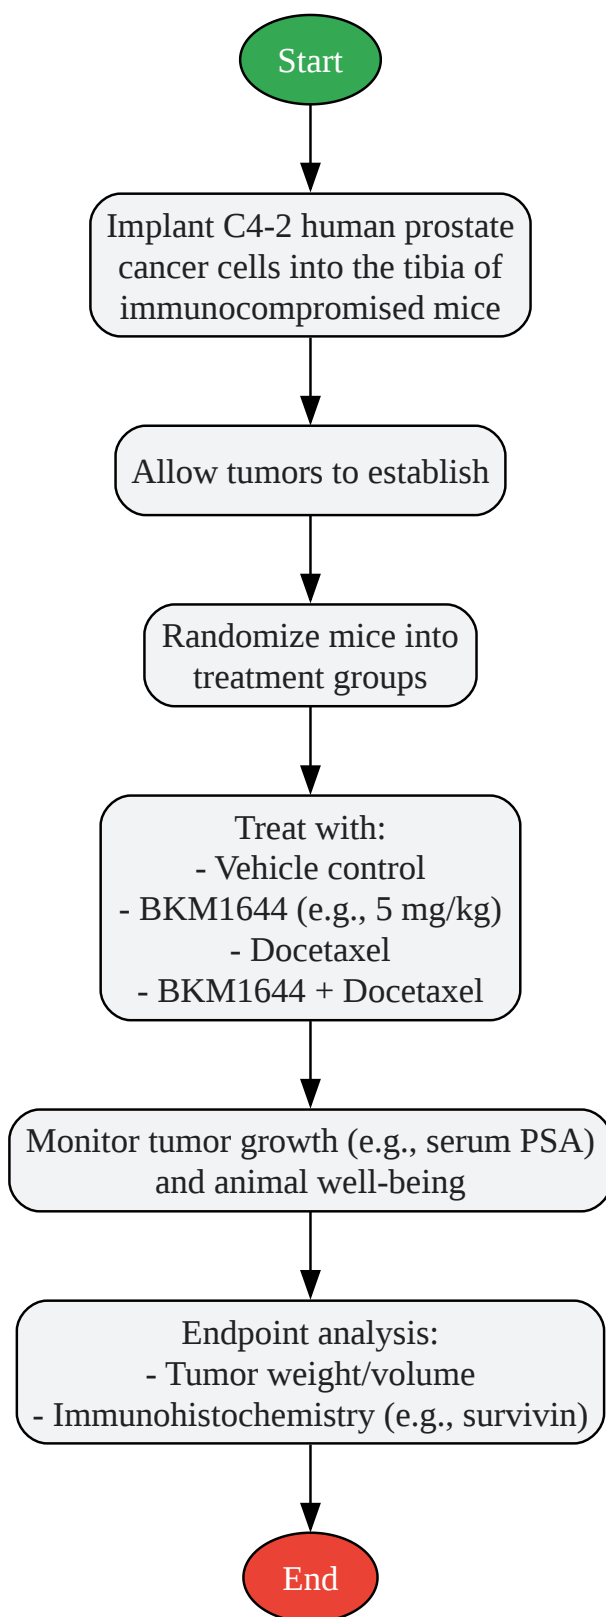 Start
Implant C4-2 human prostate
cancer cells into the tibia of
immunocompromised mice
Allow tumors to establish
Randomize mice into
treatment groups
Treat with:
- Vehicle control
- BKM1644 (e.g., 5 mg/kg)
- Docetaxel
- BKM1644 + Docetaxel
Monitor tumor growth (e.g., serum PSA)
and animal well-being
Endpoint analysis:
- Tumor weight/volume
- Immunohistochemistry (e.g., survivin)
End